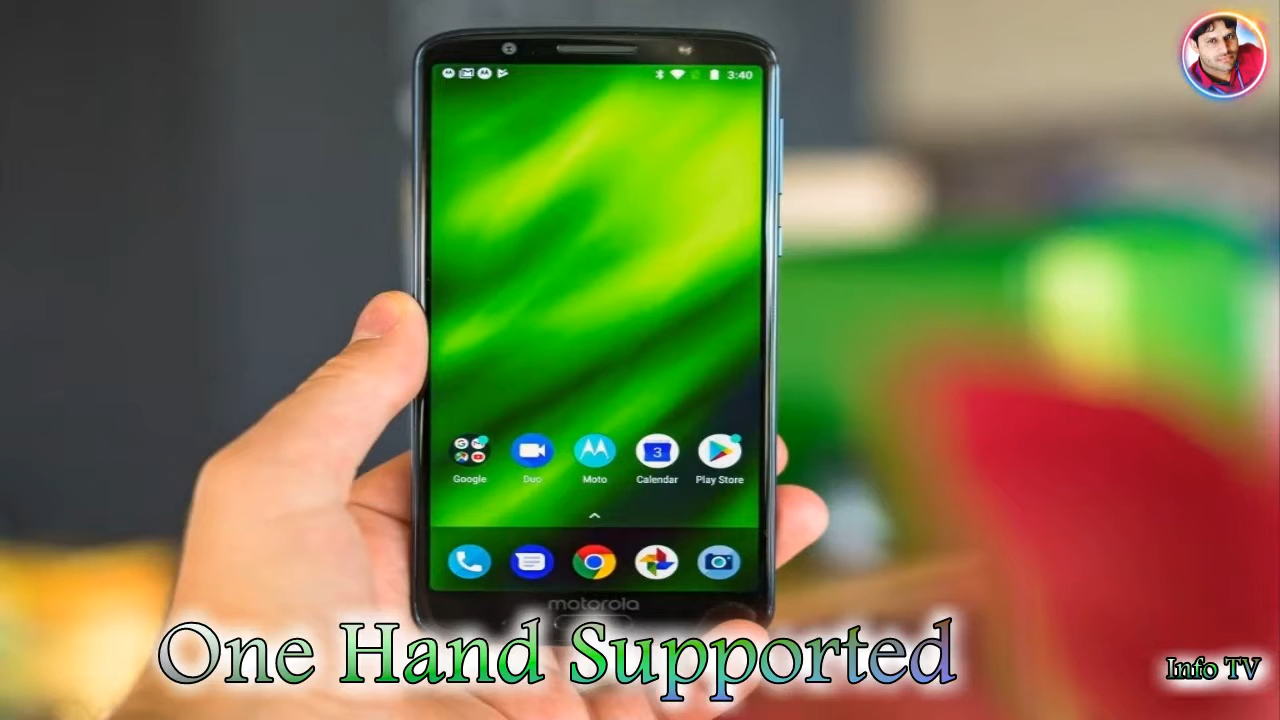 3:40
Google
Duo
Moto
3
Calendar
Play Store
motorola
One Hand Supported
Info TV